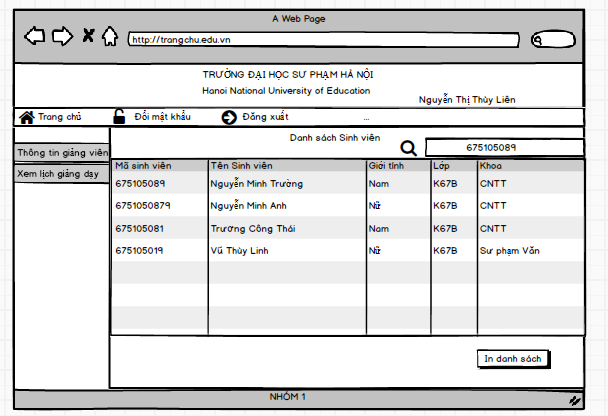 A Web Page
http://trangchu.edu.vn
TRƯỜNG ĐẠI HỌC SƯ PHẠM HÀ NỘI
Hanoi National University of Education
Nguyễn Thị Thùy Liên
Trang chủ Đổi mật khẩu Đăng xuất ...
Danh sách Sinh viên
675105089
Thông tin giảng viên
Xem lịch giảng dạy
Mã sinh viên Tên Sinh viên Giới tính Lớp Khoa
675105089 Nguyễn Minh Trường Nam K67B CNTT
6751050879 Nguyễn Minh Anh Nữ K67B CNTT
675105081 Trương Công Thái Nam K67B CNTT
675105019 Vũ Thùy Linh Nữ K67B Sư phạm Văn
In danh sách
NHÓM 1